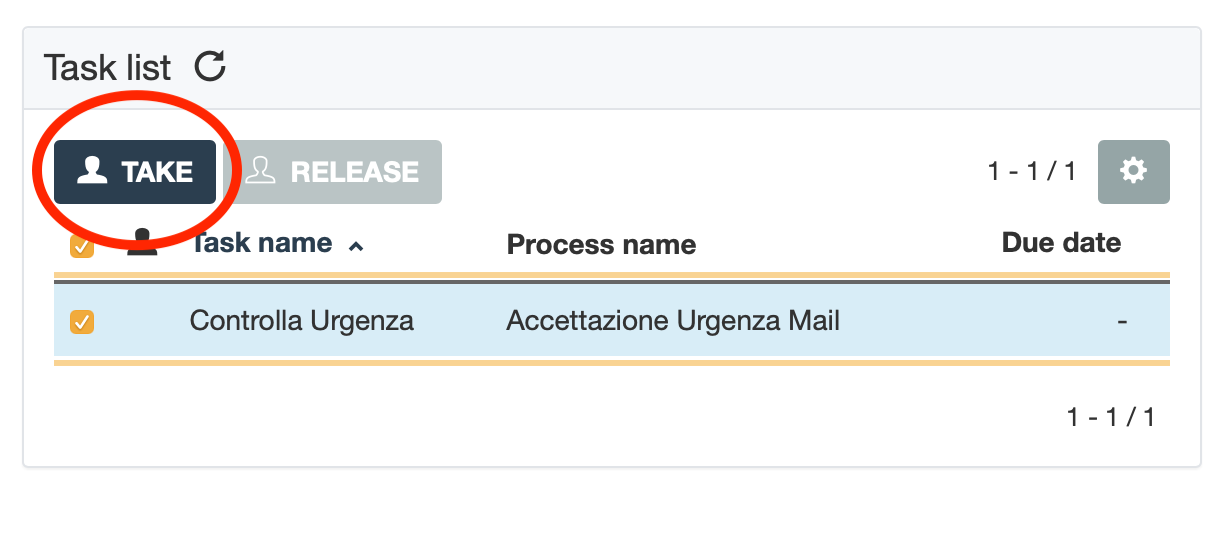 Task list
TAKE RELEASE 1 - 1 / 1
Task name Process name Due date
Controlla Urgenza Accettazione Urgenza Mail -
1 - 1 / 1